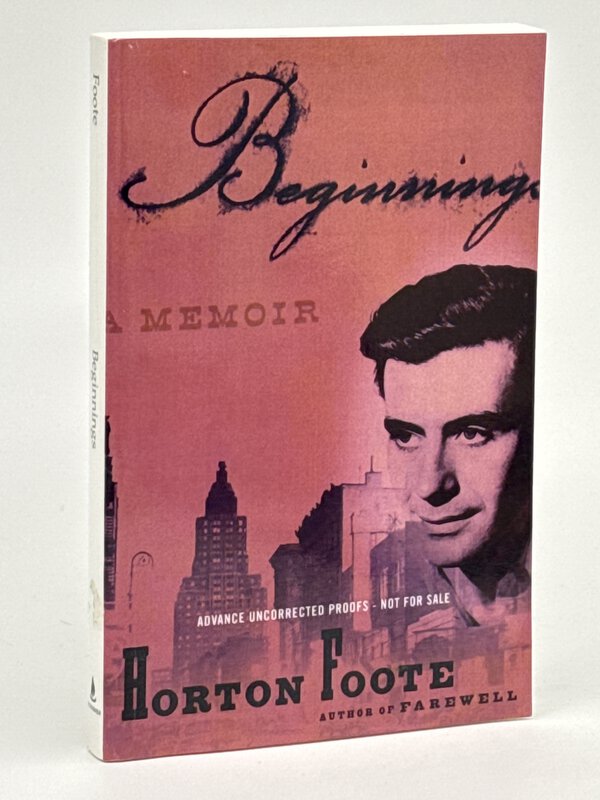 Foote
Beginnings
Beginnings
A MEMOIR
ADVANCE UNCORRECTED PROOFS - NOT FOR SALE
HORTON FOOTE
AUTHOR OF FAREWELL